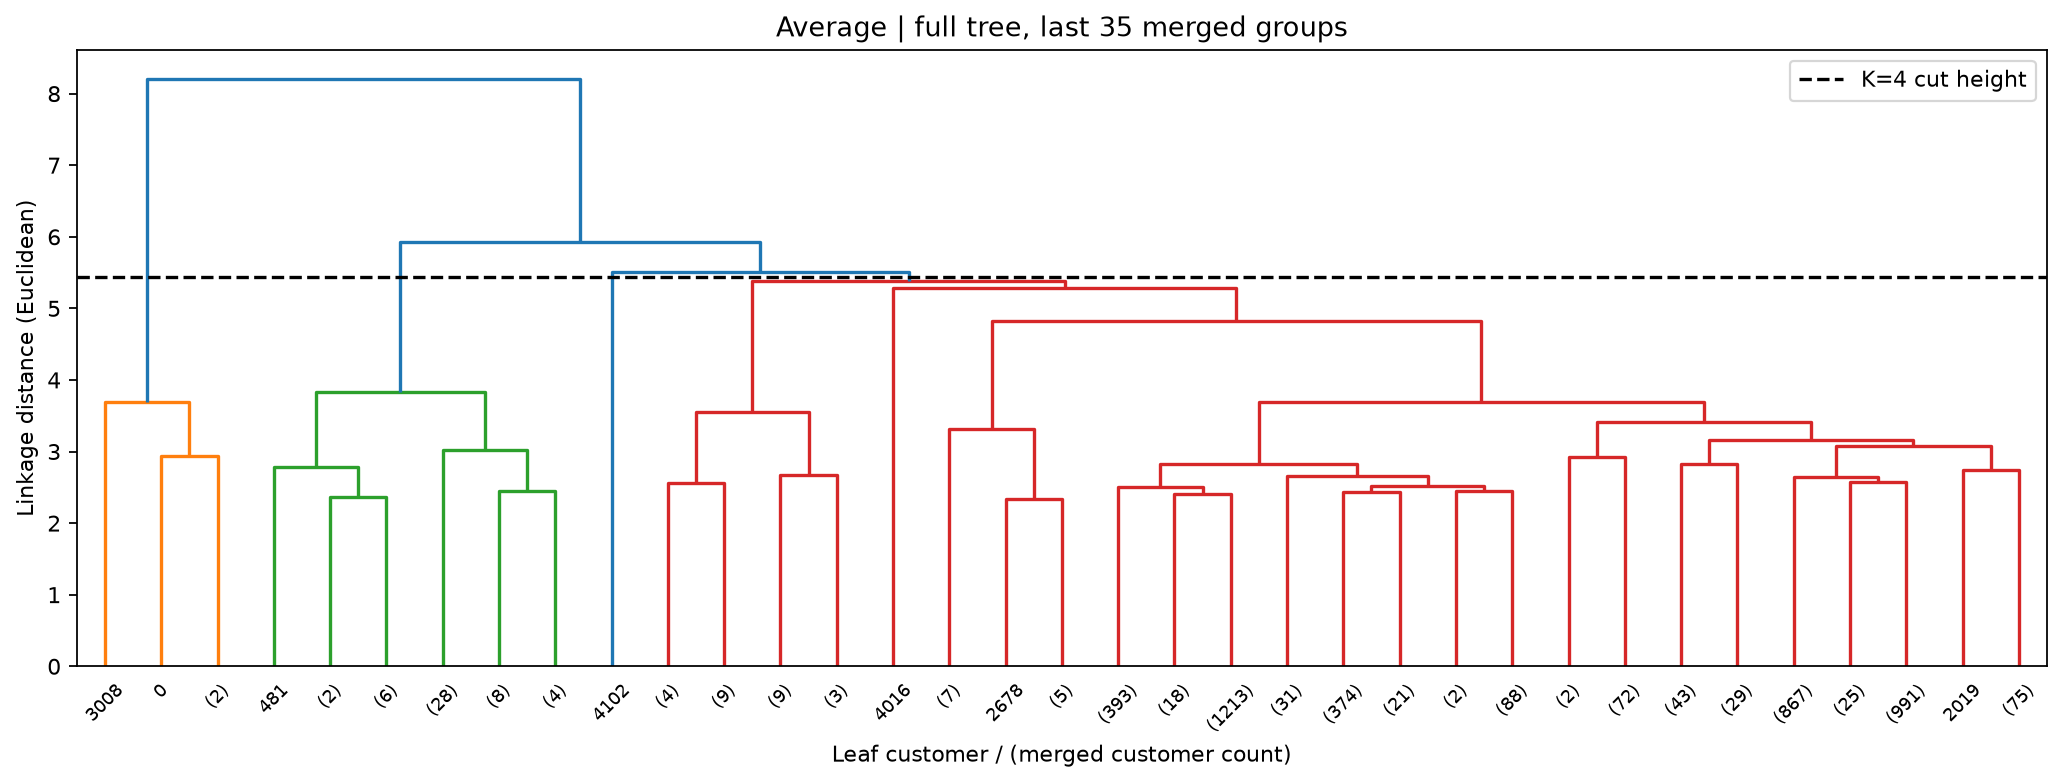 Average | full tree, last 35 merged groups
K=4 cut height
Linkage distance (Euclidean)
8
7
6
5
4
3
2
1
0
3008 0 (2) 481 (2) (6) (28) (8) (4) 4102 (4) (9) (9) (3) 4016 (7) 2678 (5) (393) (18) (1213) (31) (374) (21) (2) (88) (2) (72) (43) (29) (867) (25) (991) 2019 (75)
Leaf customer / (merged customer count)